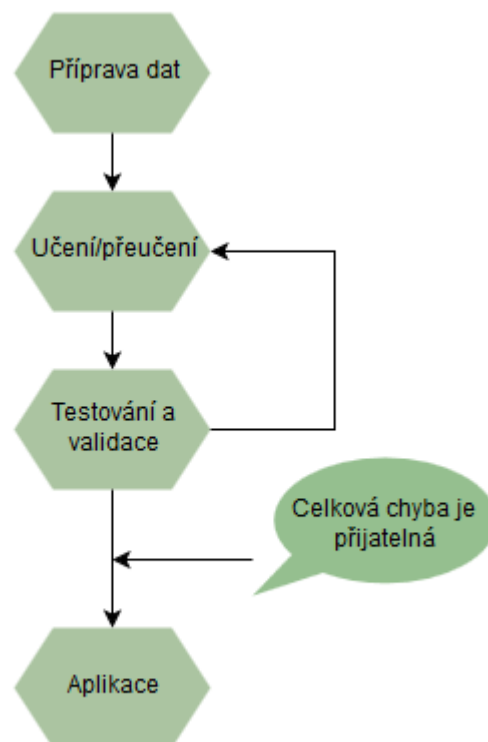 Příprava dat
Učení/přeučení
Testování a
validace
Celková chyba je
přijatelná
Aplikace